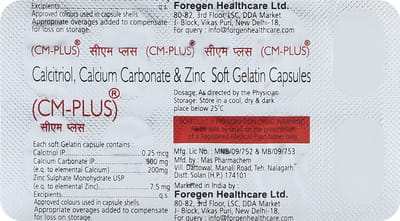 Excipients q.s
Approved colours used in capsule shells.
Appropriate overages added to compensate
for loss on storage.
Foregen Healthcare Ltd.
80-B2, 3rd Floor, LSC, DDA Market
J- Block, Vikas Puri, New Delhi-18.
For Queries : info@foregenhealthcare.com
(CM-PLUS)® सीएम प्लस (CM-PLUS)® सीएम प्लस (CM-PLUS)®
Calcitriol, Calcium Carbonate & Zinc Soft Gelatin Capsules
(CM-PLUS)®
सीएम प्लस
Each soft Gelatin capsule contains :
Calcitriol IP 0.25 mcg
Calcium Carbonate IP 500 mg
(eq. to elemental Calcium) 200mg
Zinc Sulphate Monohydrate USP
(eq. to elemental Zinc) 7.5 mg
Excipients q.s
Approved colours used in capsule shells.
Appropriate overages added to compensate
for loss on storage.
Dosage: As directed by the Physician
Storage: Store in a cool, dry & dark
place below 25°C
Mfg. Lic No.: MNB/09/752 & MB/09/753
Mfg. by : Mas Pharmachem
Vill. Dattowal, Manali Road, Teh. Nalagarh
Distt. Solan (H.P.) 174101
Marketed in India by :
Foregen Healthcare Ltd.
80-B2, 3rd Floor, LSC, DDA Market
J- Block, Vikas Puri, New Delhi-18.
For Queries : info@foregenhealthcare.com